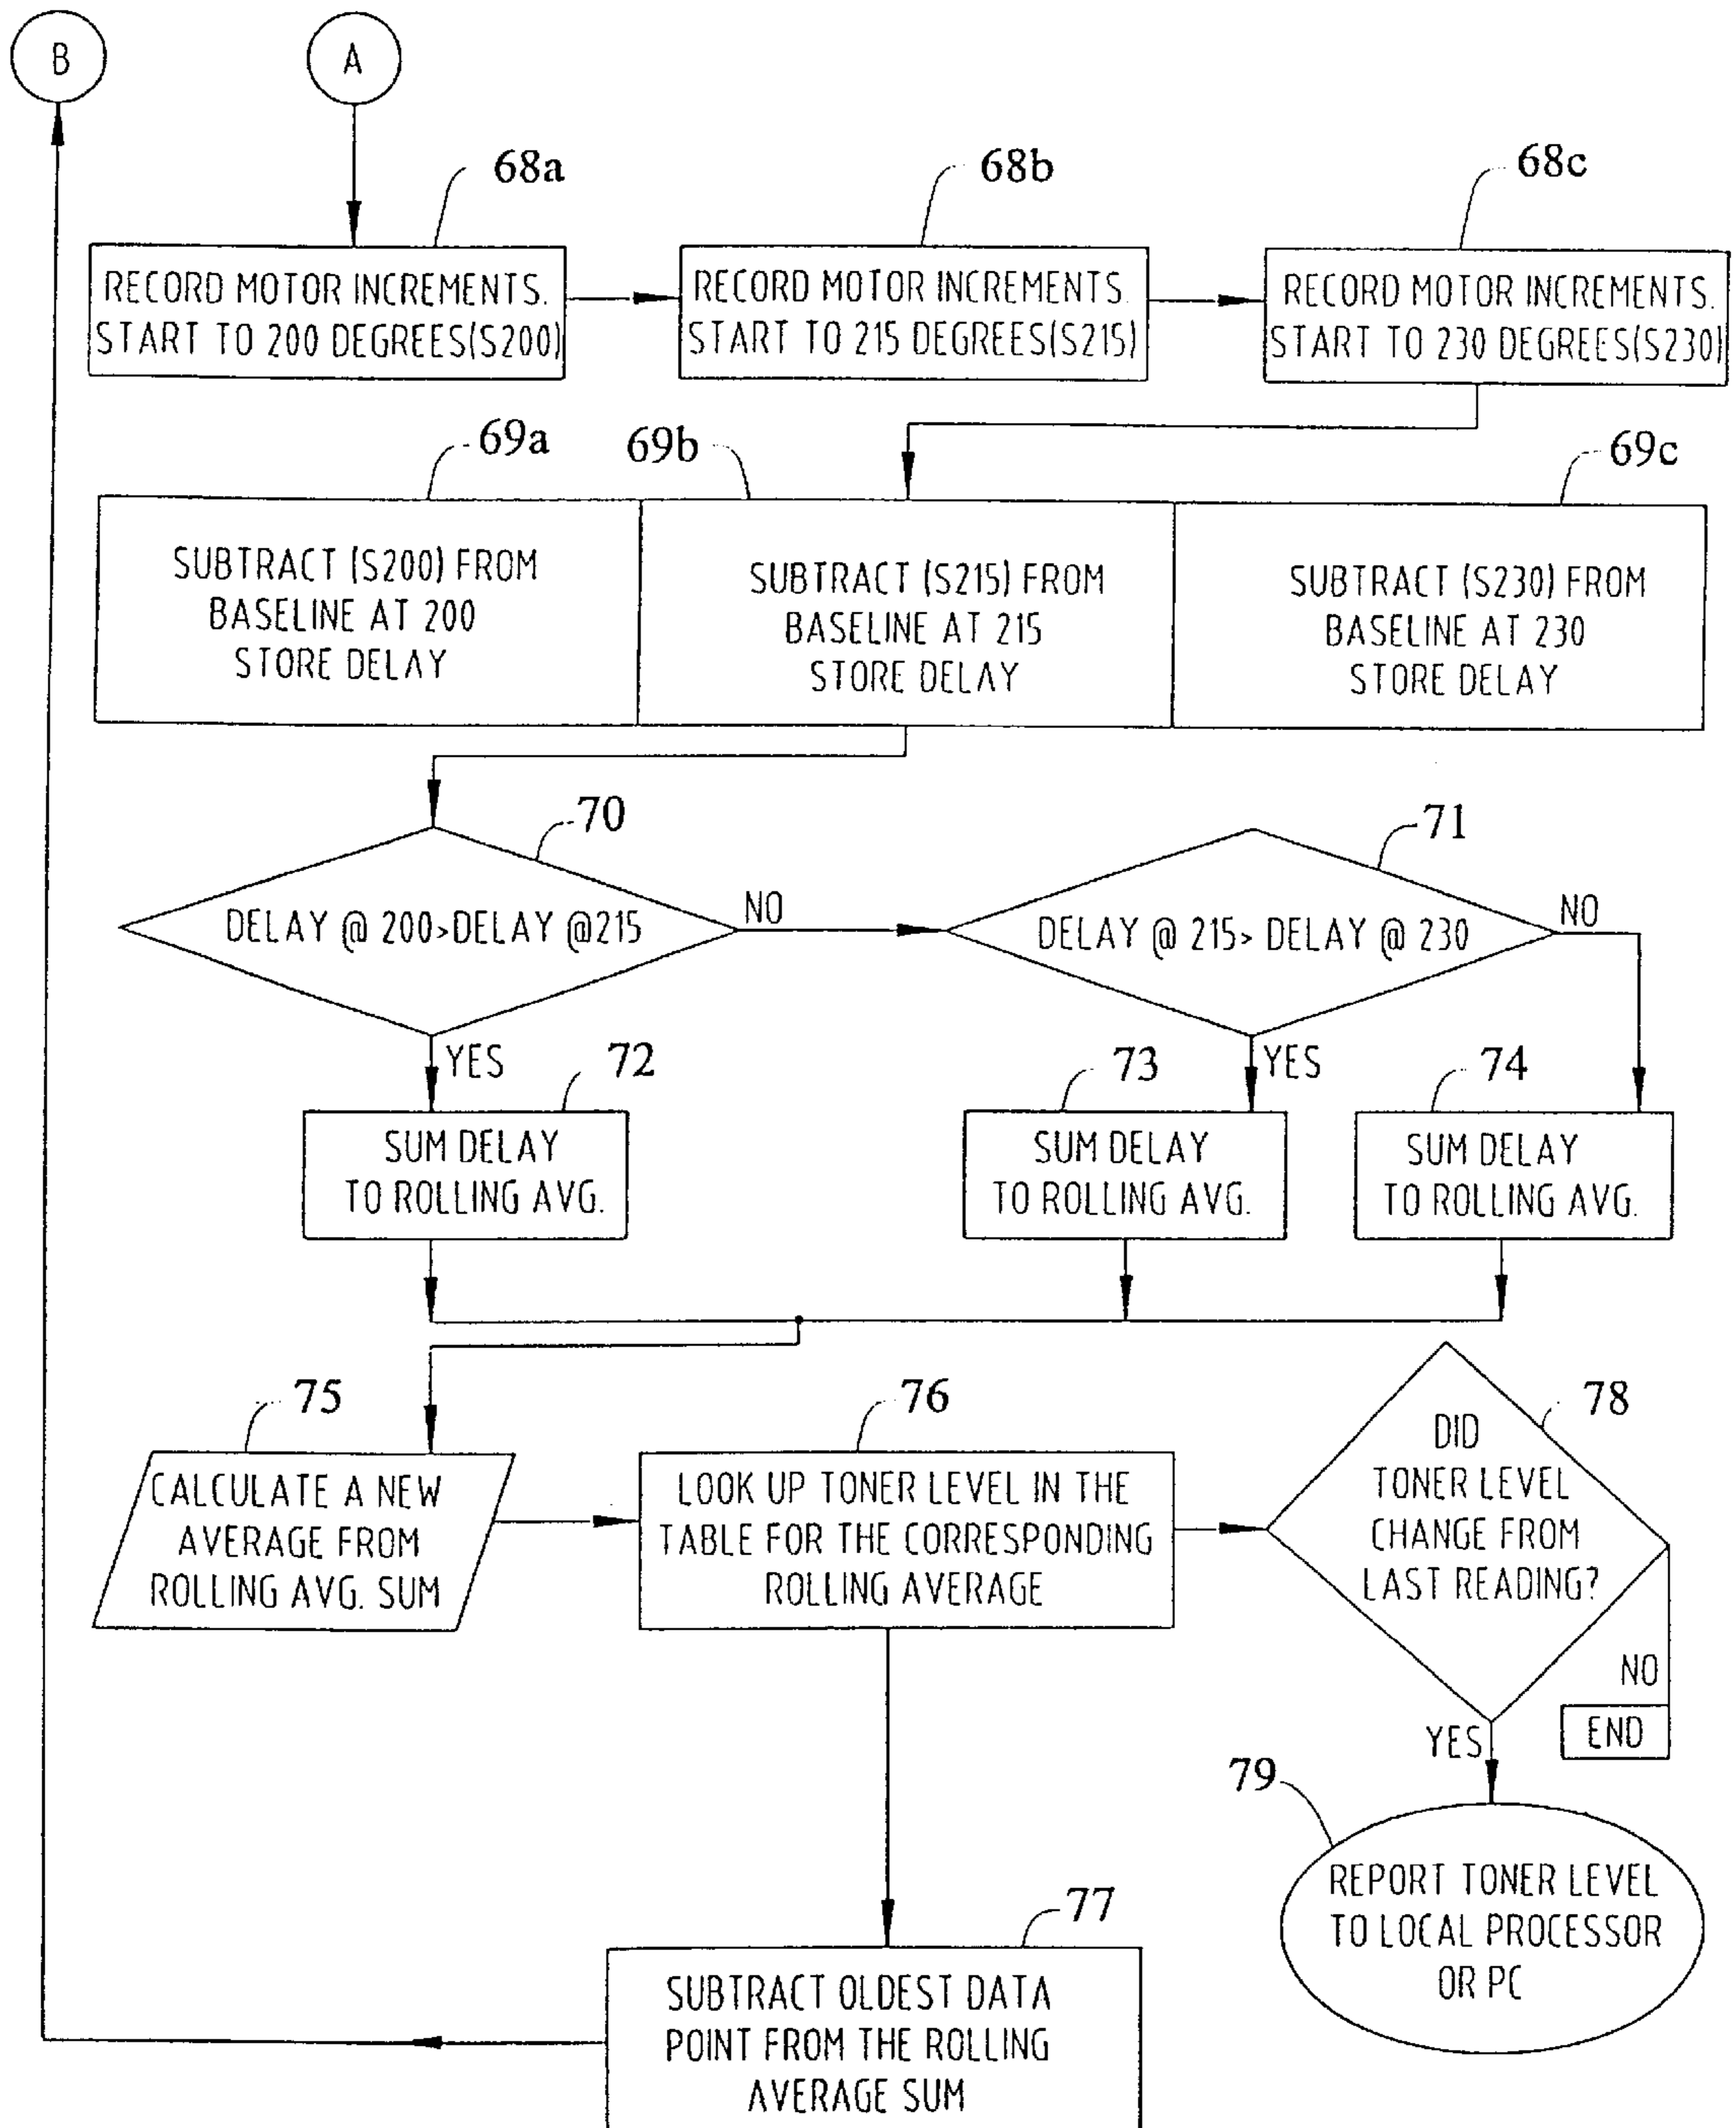 B
A
68a
68b
68c
RECORD MOTOR INCREMENTS.
START TO 200 DEGREES(S200)
RECORD MOTOR INCREMENTS.
START TO 215 DEGREES(S215)
RECORD MOTOR INCREMENTS.
START TO 230 DEGREES(S230)
69a
69b
69c
SUBTRACT (S200) FROM
BASELINE AT 200
STORE DELAY
SUBTRACT (S215) FROM
BASELINE AT 215
STORE DELAY
SUBTRACT (S230) FROM
BASELINE AT 230
STORE DELAY
70
71
DELAY @ 200>DELAY @215
NO
DELAY @ 215> DELAY @ 230
NO
YES
72
73
YES
74
SUM DELAY
TO ROLLING AVG.
SUM DELAY
TO ROLLING AVG.
SUM DELAY
TO ROLLING AVG.
75
76
78
CALCULATE A NEW
AVERAGE FROM
ROLLING AVG. SUM
LOOK UP TONER LEVEL IN THE
TABLE FOR THE CORRESPONDING
ROLLING AVERAGE
DID
TONER LEVEL
CHANGE FROM
LAST READING?
NO
END
YES
79
REPORT TONER LEVEL
TO LOCAL PROCESSOR
OR PC
77
SUBTRACT OLDEST DATA
POINT FROM THE ROLLING
AVERAGE SUM